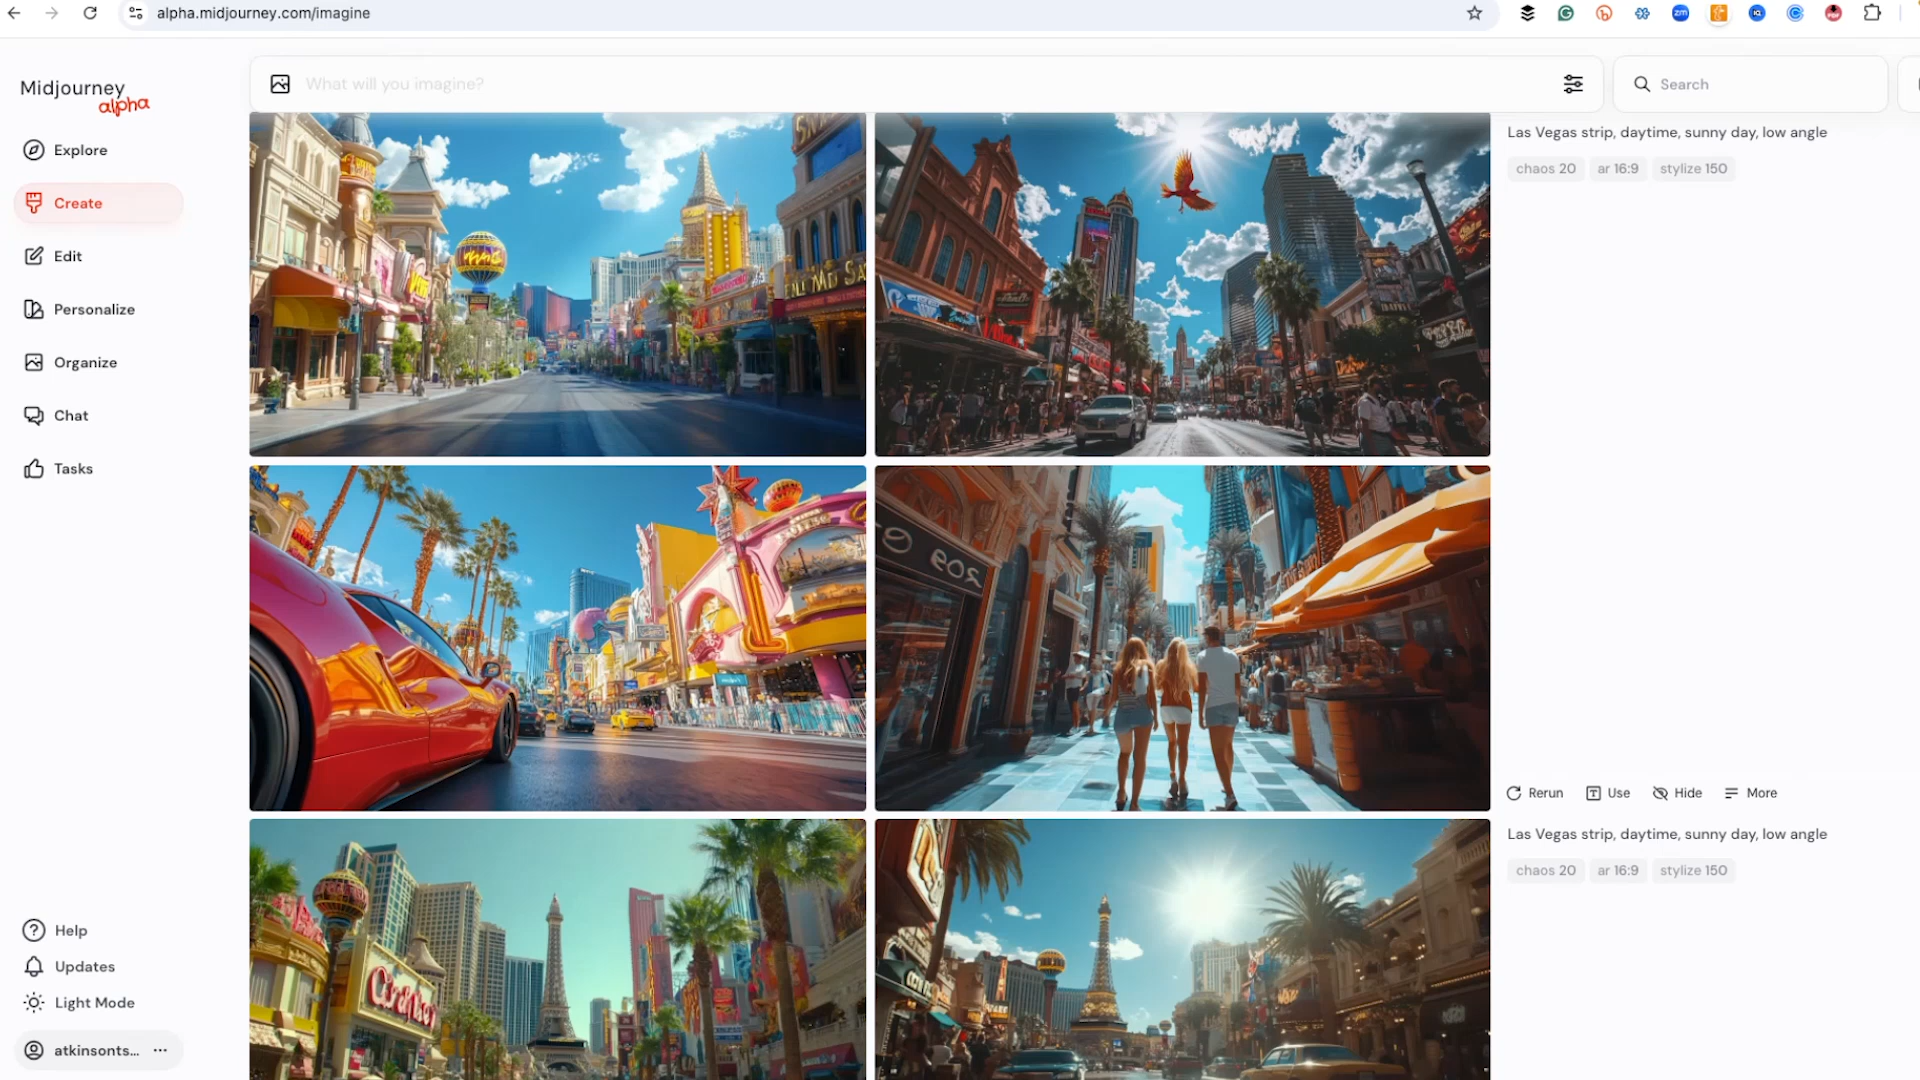 alpha.midjourney.com/imagine
Midjourney
alpha
What will you imagine?
Search
Explore
Create
Edit
Personalize
Organize
Chat
Tasks
Help
Updates
Light Mode
atkinsonts...
Las Vegas strip, daytime, sunny day, low angle
chaos 20 ar 16:9 stylize 150
Rerun Use Hide More
Las Vegas strip, daytime, sunny day, low angle
chaos 20 ar 16:9 stylize 150